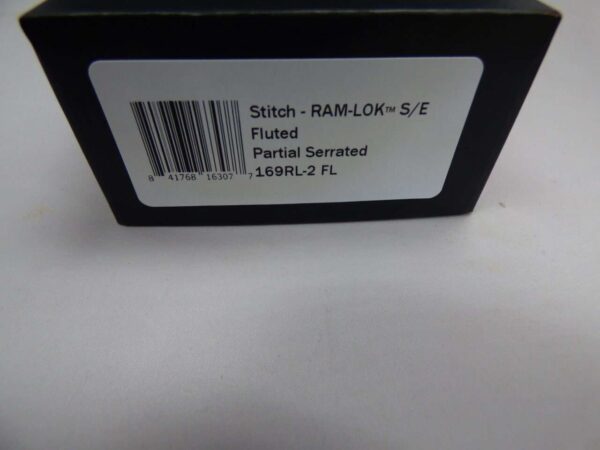 Stitch - RAM-LOK™ S/E
Fluted
Partial Serrated
169RL-2 FL
8 41768 16307 7